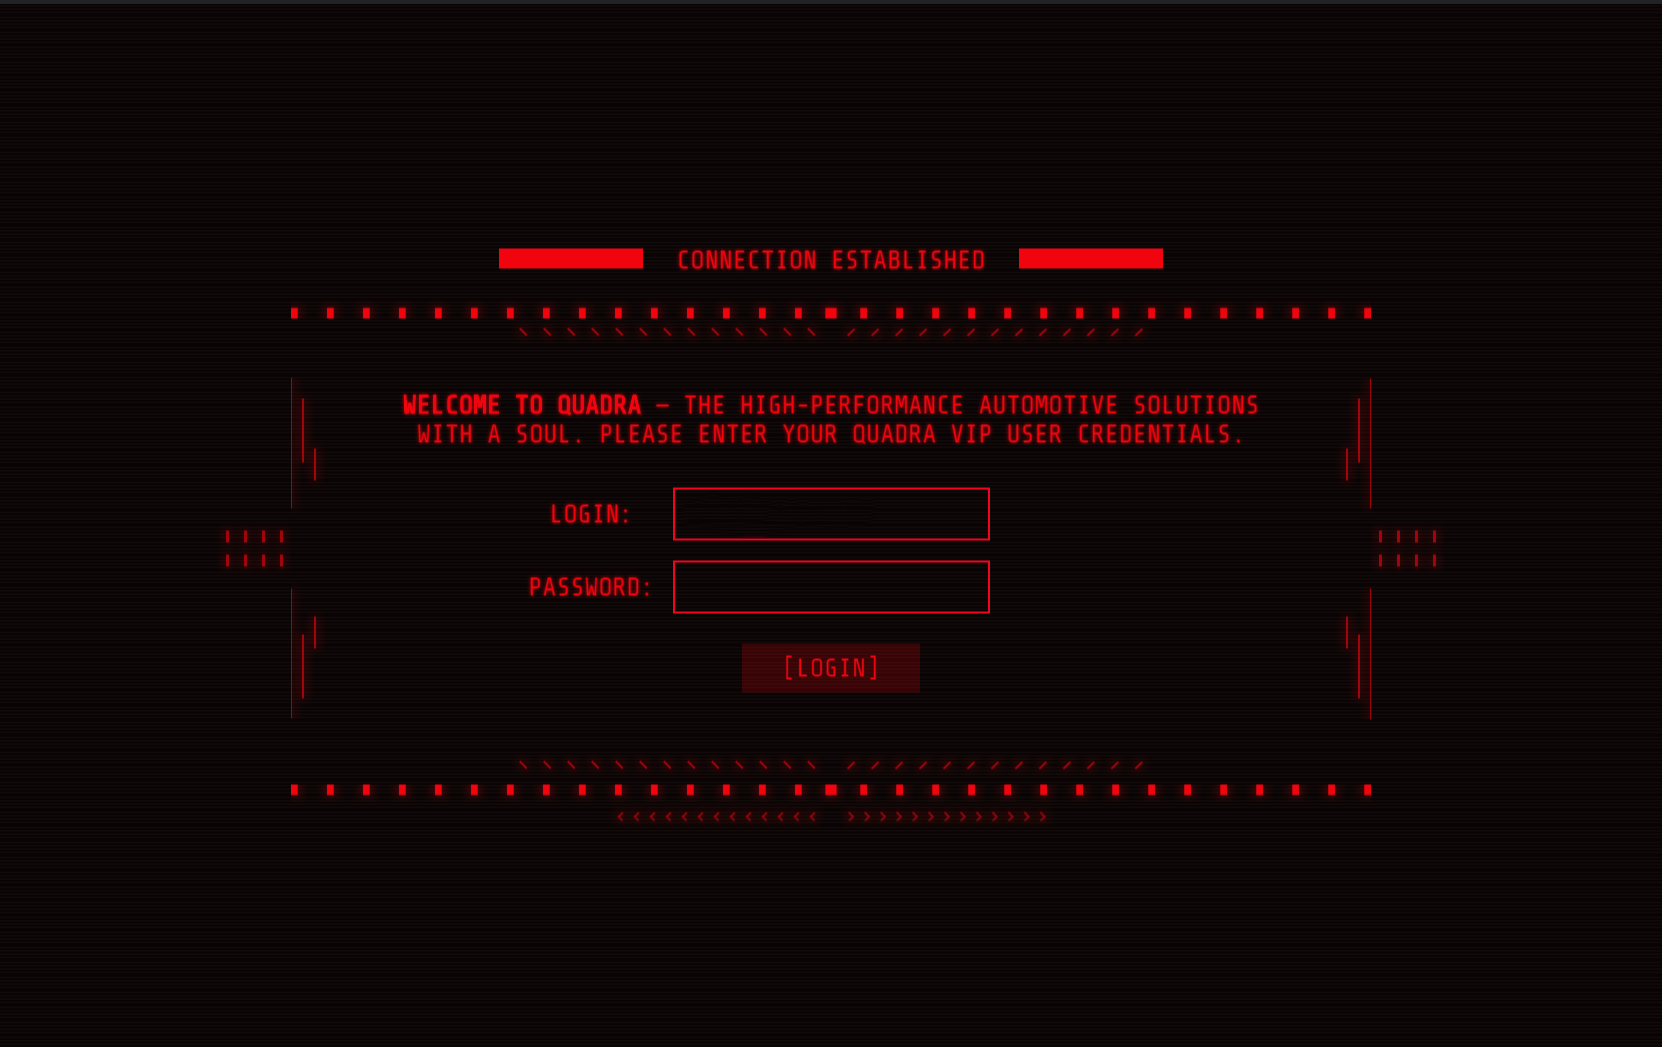 CONNECTION ESTABLISHED
WELCOME TO QUADRA – THE HIGH-PERFORMANCE AUTOMOTIVE SOLUTIONS
WITH A SOUL. PLEASE ENTER YOUR QUADRA VIP USER CREDENTIALS.
LOGIN:
PASSWORD:
[LOGIN]